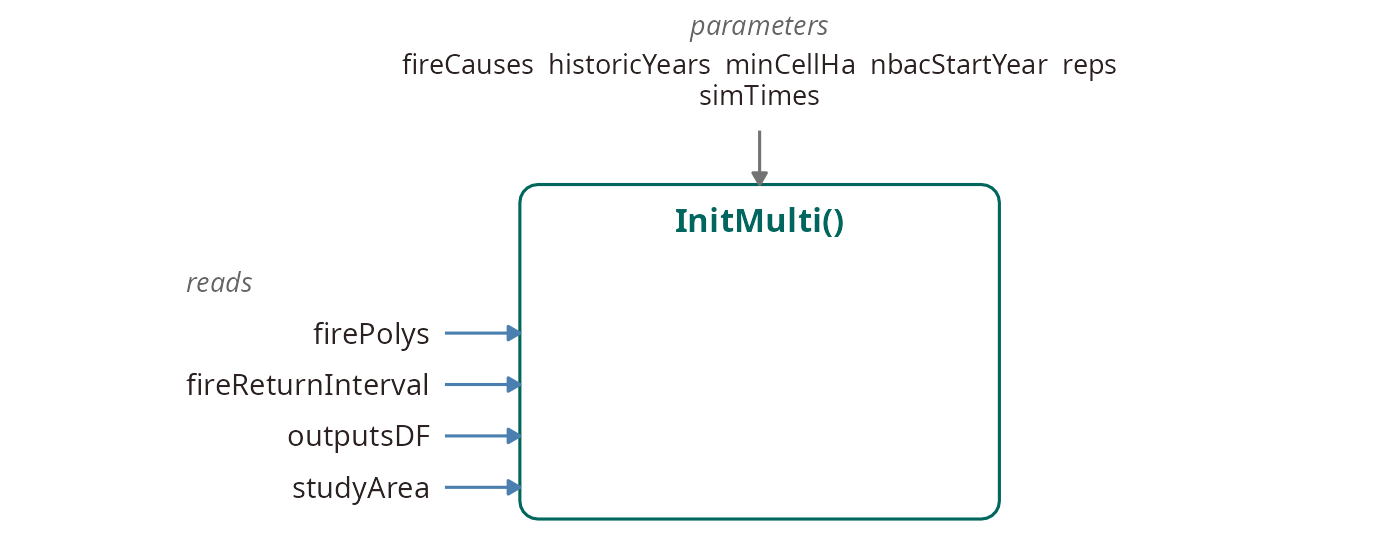 parameters
fireCauses historicYears minCellHa nbacStartYear reps
simTimes
InitMulti()
reads
firePolys
fireReturnInterval
outputsDF
studyArea